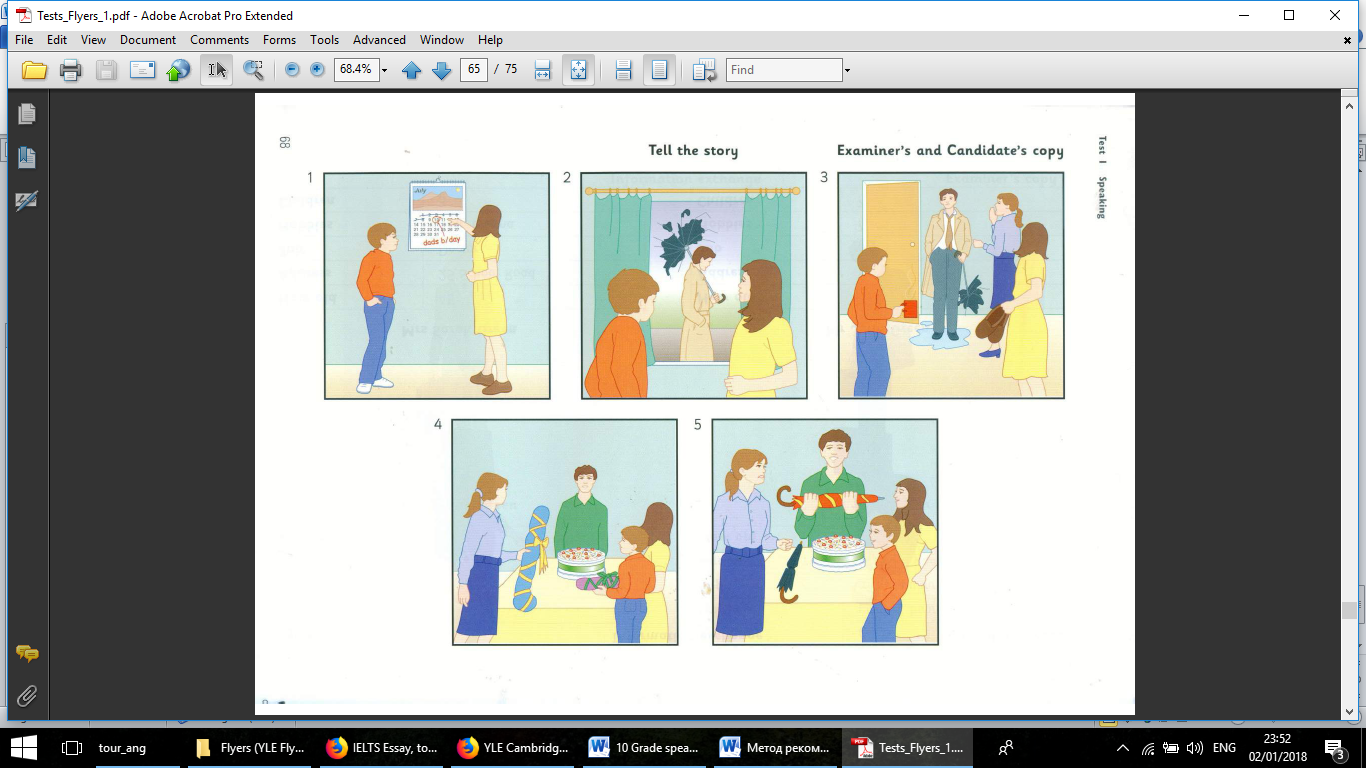 Tests_Flyers_1.pdf - Adobe Acrobat Pro Extended
File Edit View Document Comments Forms Tools Advanced Window Help
68.4% 65 / 75 Find
68
Tell the story Examiner's and Candidate's copy
Test 1 Speaking
1 2 3
July
dads b/day
4 5
tour_ang Flyers (YLE Fly... IELTS Essay, to... YLE Cambridg... 10 Grade spea... Метод реком... Tests_Flyers_1.... ENG 23:52
02/01/2018 3